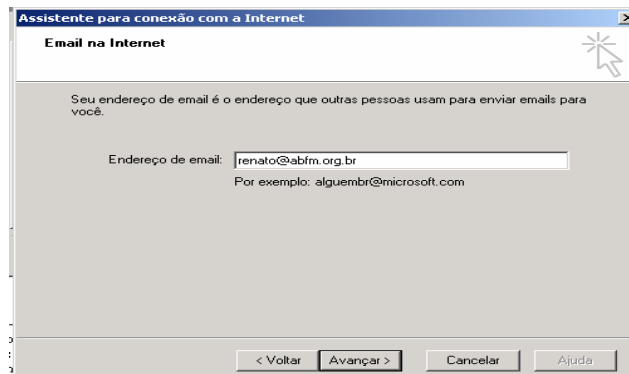 Assistente para conexão com a Internet
Email na Internet
Seu endereço de email é o endereço que outras pessoas usam para enviar emails para
você.
Endereço de email: renato@abfm.org.br
Por exemplo: alguembr@microsoft.com
< Voltar Avançar > Cancelar Ajuda